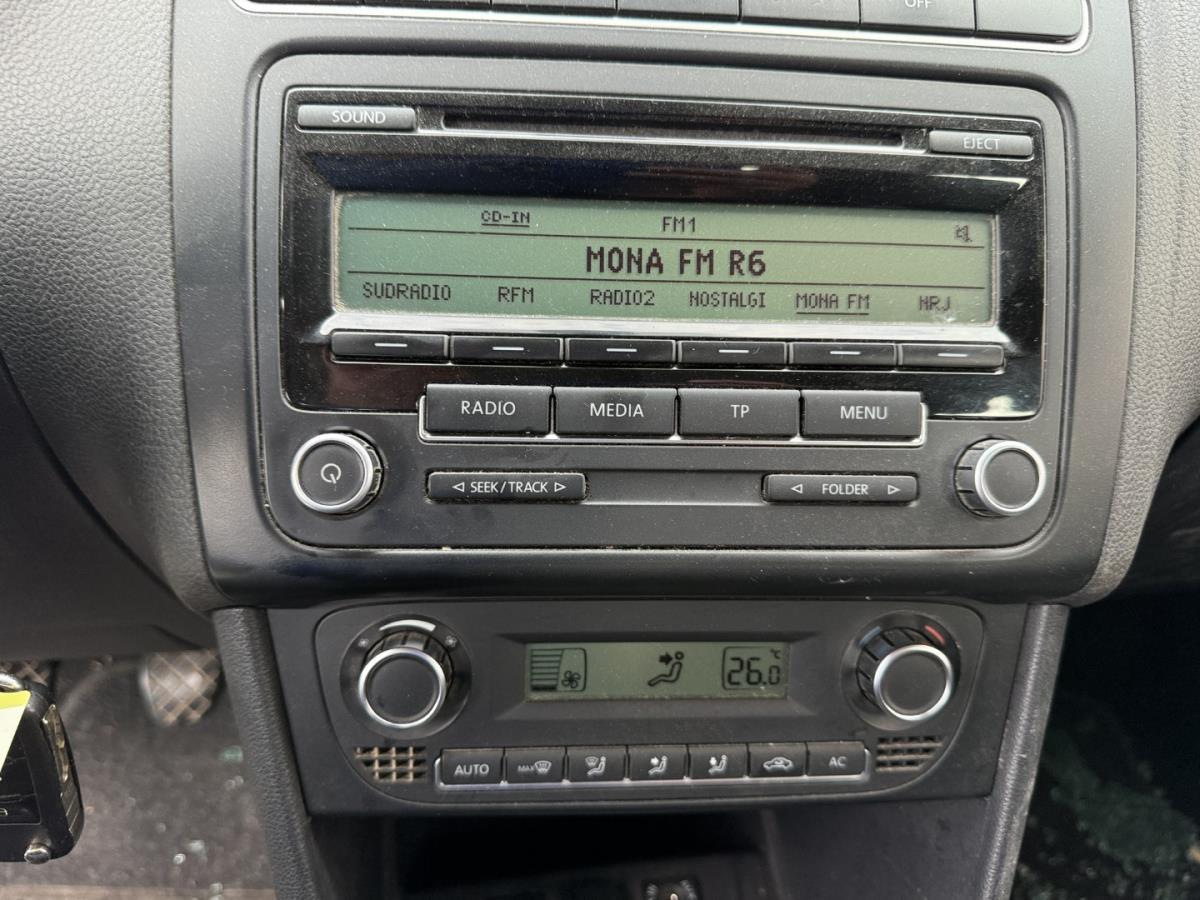 OFF
SOUND
EJECT
CD-IN FM1
MONA FM R6
SUDRADIO RFM RADIO2 NOSTALGI MONA FM NRJ
RADIO MEDIA TP MENU
◁ SEEK/TRACK ▷ ◁ FOLDER ▷
26.0 °C
AUTO MAX AC